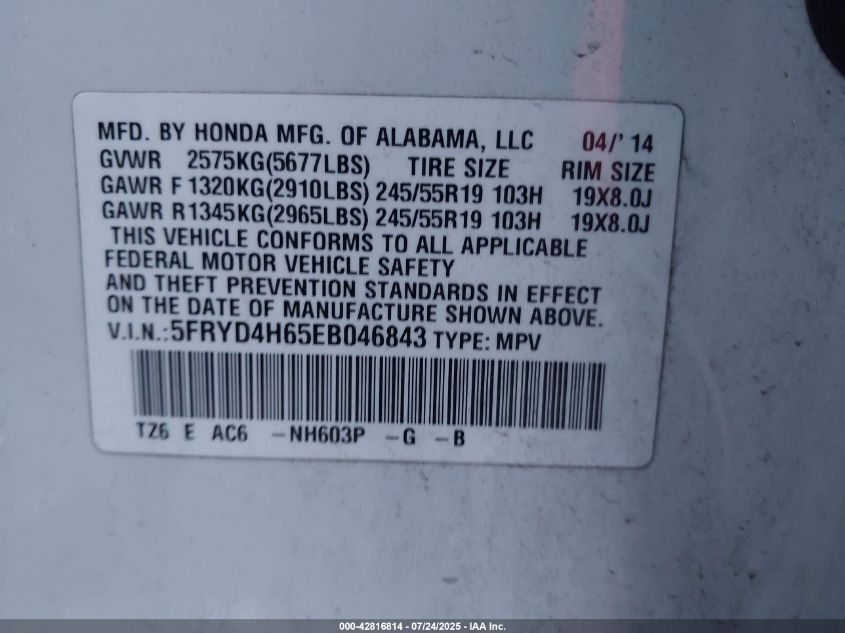 MFD. BY HONDA MFG. OF ALABAMA, LLC 04/' 14
GVWR 2575KG(5677LBS) TIRE SIZE RIM SIZE
GAWR F 1320KG(2910LBS) 245/55R19 103H 19X8.0J
GAWR R 1345KG(2965LBS) 245/55R19 103H 19X8.0J
THIS VEHICLE CONFORMS TO ALL APPLICABLE
FEDERAL MOTOR VEHICLE SAFETY
AND THEFT PREVENTION STANDARDS IN EFFECT
ON THE DATE OF MANUFACTURE SHOWN ABOVE.
V.I.N.:5FRYD4H65EB046843 TYPE: MPV
TZ6 E AC6 -NH603P -G -B
000-42816814 - 07/24/2025 - IAA Inc.